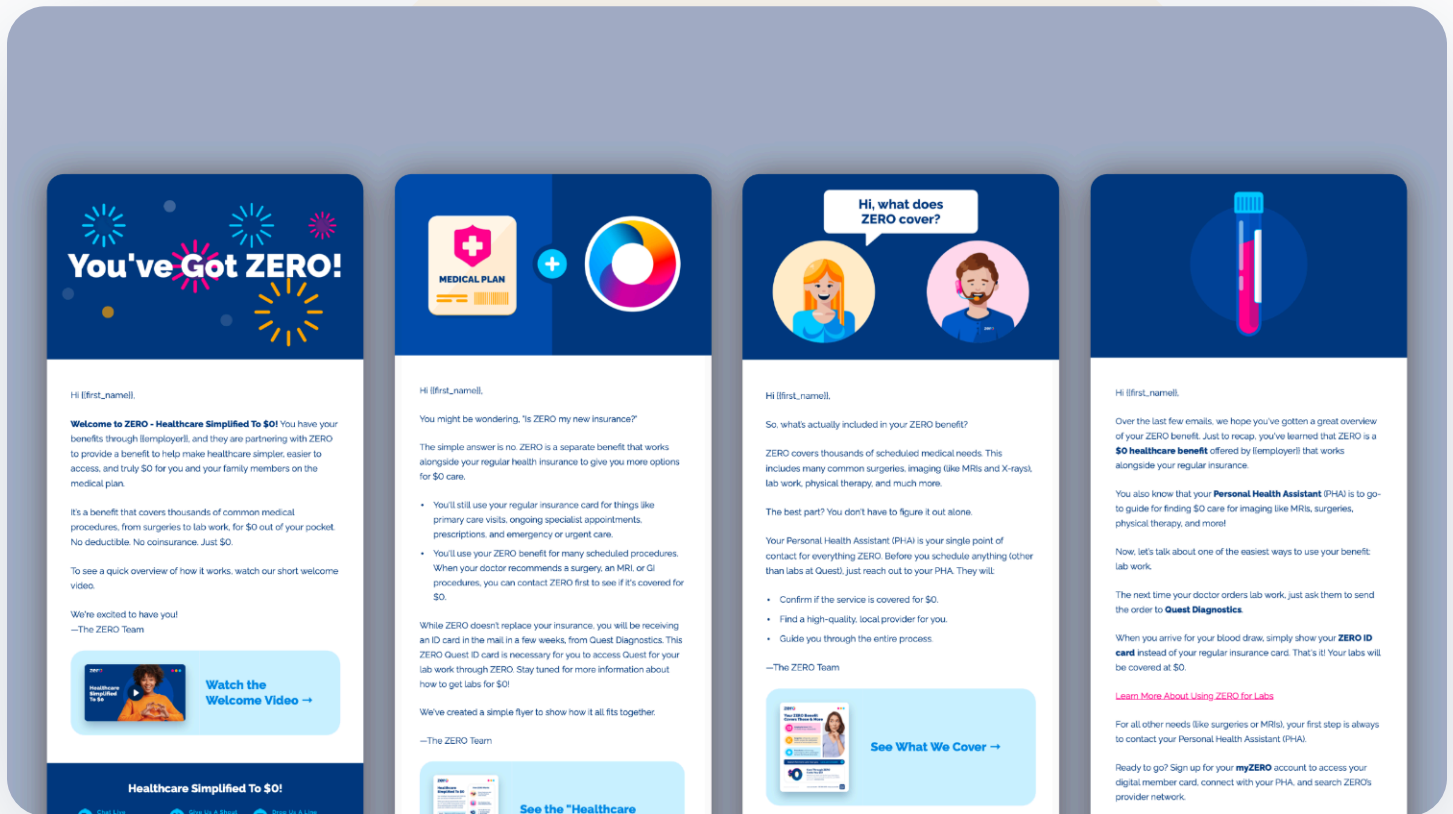 You've Got ZERO!
Hi {{first_name}},
Welcome to ZERO - Healthcare Simplified To $0! You have your
benefits through {{employer}}, and they are partnering with ZERO
to provide a benefit to help make healthcare simpler, easier to
access, and truly $0 for you and your family members on the
medical plan.
It's a benefit that covers thousands of common medical
procedures, from surgeries to lab work, for $0 out of your pocket.
No deductible. No coinsurance. Just $0.
To see a quick overview of how it works, watch our short welcome
video.
We're excited to have you!
—The ZERO Team
ZERO
Healthcare
Simplified
To $0
Watch the
Welcome Video →
Healthcare Simplified To $0!
Chat Live
Give Us A Shout
Drop Us A Line
MEDICAL PLAN
Hi {{first_name}},
You might be wondering, "Is ZERO my new insurance?"
The simple answer is no. ZERO is a separate benefit that works
alongside your regular health insurance to give you more options
for $0 care.
• You'll still use your regular insurance card for things like
primary care visits, ongoing specialist appointments,
prescriptions, and emergency or urgent care.
• You'll use your ZERO benefit for many scheduled procedures.
When your doctor recommends a surgery, an MRI, or GI
procedures, you can contact ZERO first to see if it's covered for
$0.
While ZERO doesn't replace your insurance, you will be receiving
an ID card in the mail in a few weeks, from Quest Diagnostics. This
ZERO Quest ID card is necessary for you to access Quest for your
lab work through ZERO. Stay tuned for more information about
how to get labs for $0!
We've created a simple flyer to show how it all fits together.
—The ZERO Team
ZERO
Healthcare
Simplified To $0
See the "Healthcare
Hi, what does
ZERO cover?
ZERO
Hi {{first_name}},
So, what's actually included in your ZERO benefit?
ZERO covers thousands of scheduled medical needs. This
includes many common surgeries, imaging (like MRIs and X-rays),
lab work, physical therapy, and much more.
The best part? You don't have to figure it out alone.
Your Personal Health Assistant (PHA) is your single point of
contact for everything ZERO. Before you schedule anything (other
than labs at Quest), just reach out to your PHA. They will:
• Confirm if the service is covered for $0.
• Find a high-quality, local provider for you.
• Guide you through the entire process.
—The ZERO Team
ZERO
Your ZERO Benefit
Covers These & More
See What We Cover →
Hi {{first_name}},
Over the last few emails, we hope you've gotten a great overview
of your ZERO benefit. Just to recap, you've learned that ZERO is a
$0 healthcare benefit offered by {{employer}} that works
alongside your regular insurance.
You also know that your Personal Health Assistant (PHA) is to go-
to guide for finding $0 care for imaging like MRIs, surgeries,
physical therapy, and more!
Now, let's talk about one of the easiest ways to use your benefit:
lab work.
The next time your doctor orders lab work, just ask them to send
the order to Quest Diagnostics.
When you arrive for your blood draw, simply show your ZERO ID
card instead of your regular insurance card. That's it! Your labs will
be covered at $0.
Learn More About Using ZERO for Labs
For all other needs (like surgeries or MRIs), your first step is always
to contact your Personal Health Assistant (PHA).
Ready to go? Sign up for your myZERO account to access your
digital member card, connect with your PHA, and search ZERO's
provider network.